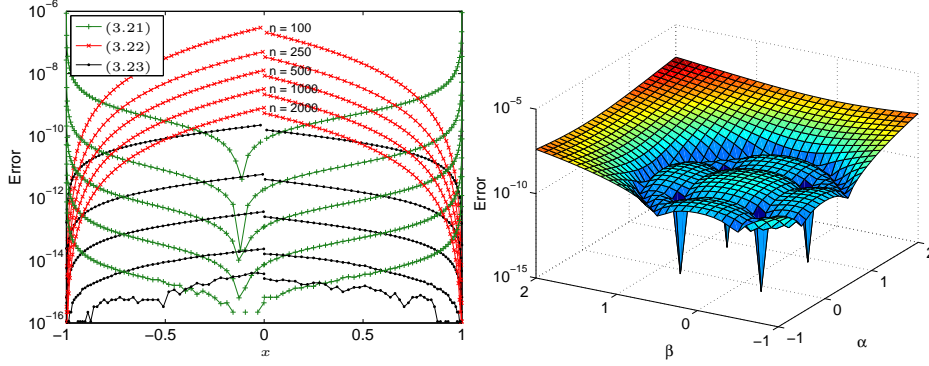 (3.21)
(3.22)
(3.23)
n = 100
n = 250
n = 500
n = 1000
n = 2000
10^-6
10^-8
10^-10
10^-12
10^-14
10^-16
Error
-1
-0.5
0
0.5
1
x
10^-5
10^-10
10^-15
Error
2
1
0
-1
β
-1
0
1
2
α